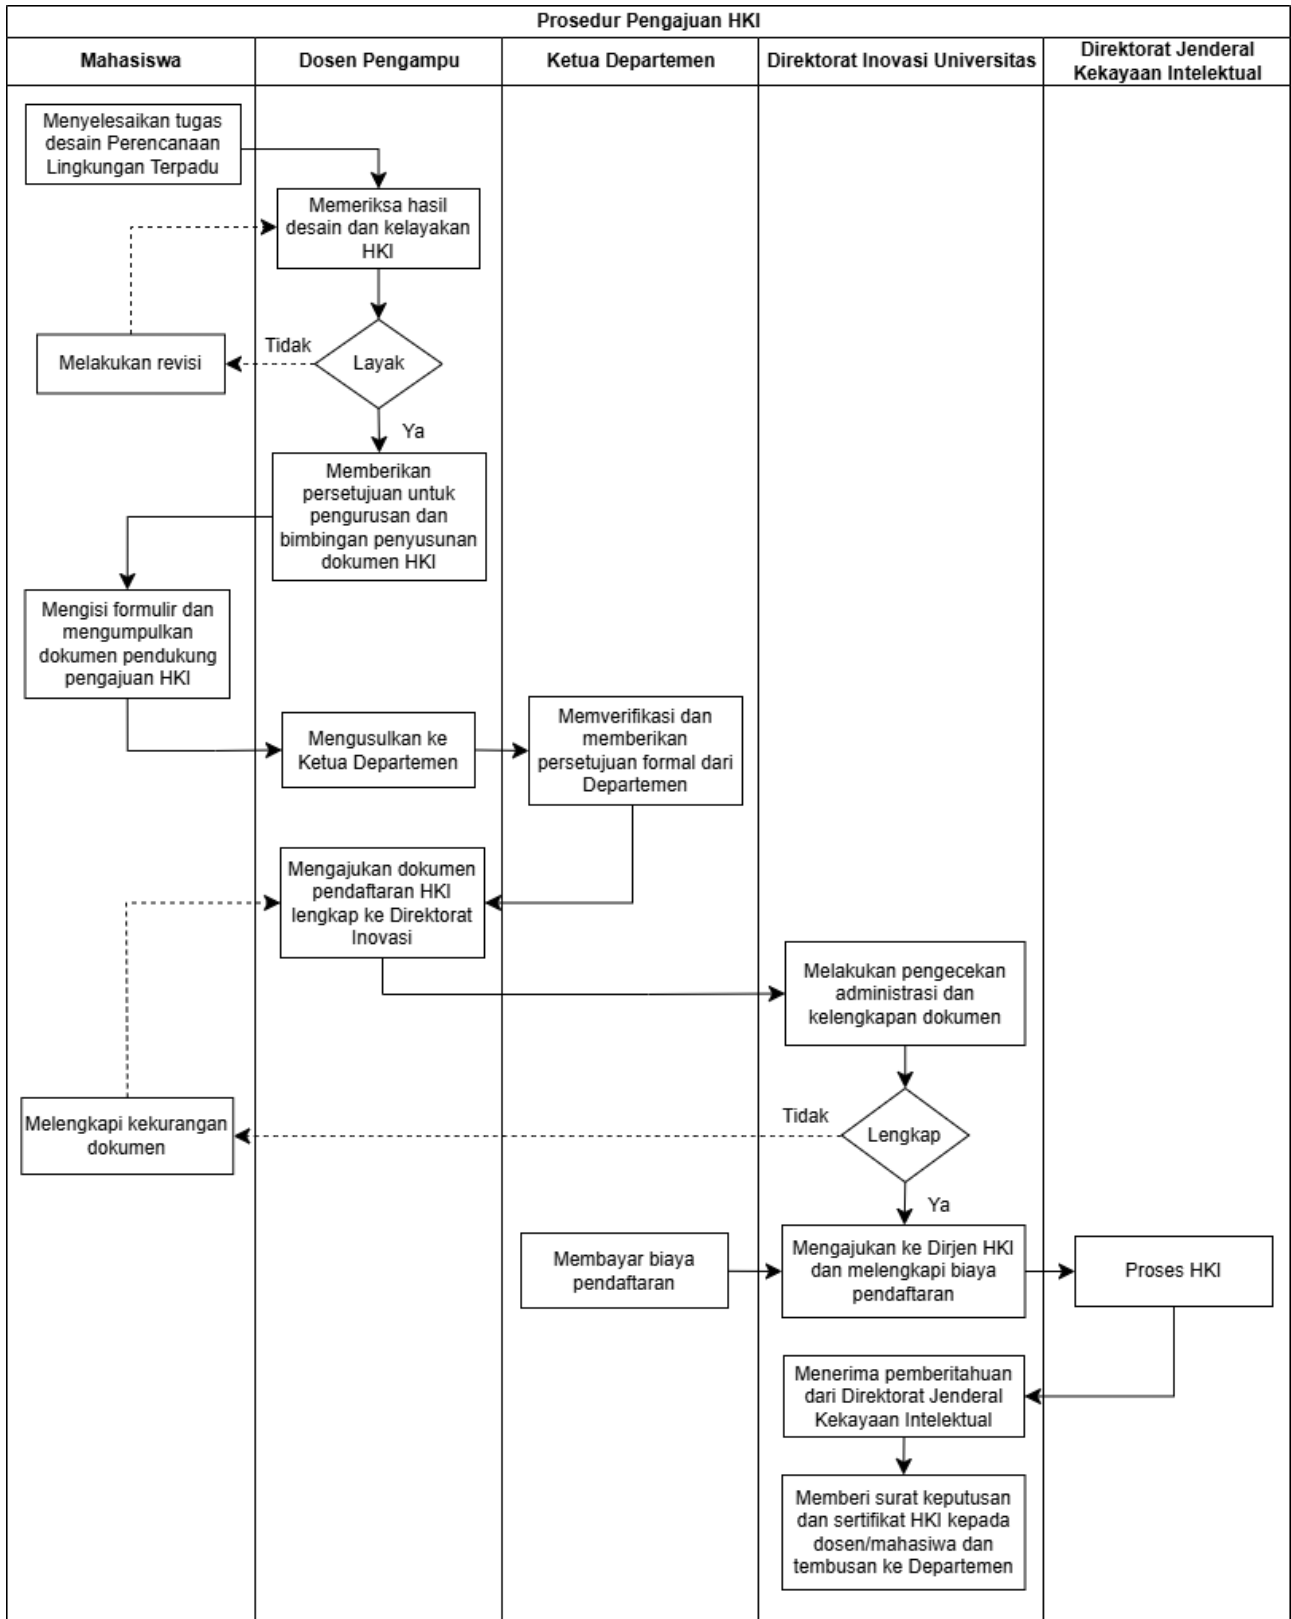 Prosedur Pengajuan HKI
Mahasiswa
Dosen Pengampu
Ketua Departemen
Direktorat Inovasi Universitas
Direktorat Jenderal
Kekayaan Intelektual
Menyelesaikan tugas
desain Perencanaan
Lingkungan Terpadu
Memeriksa hasil
desain dan kelayakan
HKI
Tidak
Layak
Melakukan revisi
Ya
Memberikan
persetujuan untuk
pengurusan dan
bimbingan penyusunan
dokumen HKI
Mengisi formulir dan
mengumpulkan
dokumen pendukung
pengajuan HKI
Mengusulkan ke
Ketua Departemen
Memverifikasi dan
memberikan
persetujuan formal dari
Departemen
Mengajukan dokumen
pendaftaran HKI
lengkap ke Direktorat
Inovasi
Melakukan pengecekan
administrasi dan
kelengkapan dokumen
Tidak
Lengkap
Melengkapi kekurangan
dokumen
Ya
Membayar biaya
pendaftaran
Mengajukan ke Dirjen HKI
dan melengkapi biaya
pendaftaran
Proses HKI
Menerima pemberitahuan
dari Direktorat Jenderal
Kekayaan Intelektual
Memberi surat keputusan
dan sertifikat HKI kepada
dosen/mahasiwa dan
tembusan ke Departemen